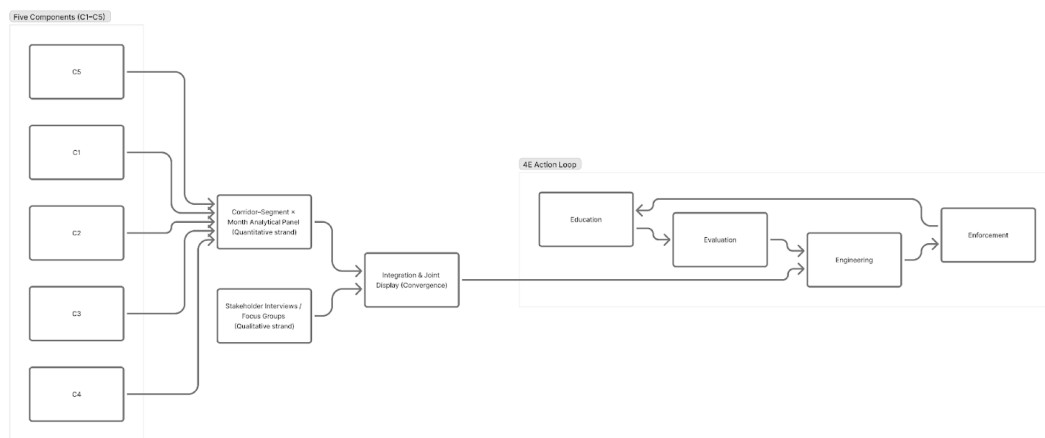 Five Components (C1–C5)
C5
C1
C2
C3
C4
Corridor-Segment ×
Month Analytical Panel
(Quantitative strand)
Stakeholder Interviews /
Focus Groups
(Qualitative strand)
Integration & Joint
Display (Convergence)
4E Action Loop
Education
Evaluation
Engineering
Enforcement